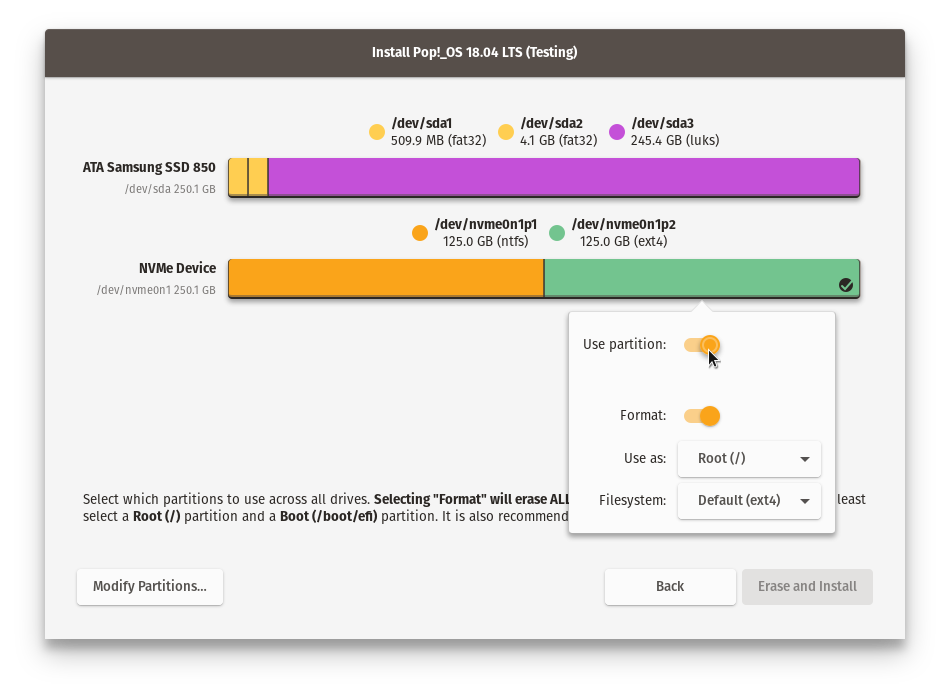 Install Pop!_OS 18.04 LTS (Testing)
/dev/sda1
509.9 MB (fat32)
/dev/sda2
4.1 GB (fat32)
/dev/sda3
245.4 GB (luks)
ATA Samsung SSD 850
/dev/sda 250.1 GB
/dev/nvme0n1p1
125.0 GB (ntfs)
/dev/nvme0n1p2
125.0 GB (ext4)
NVMe Device
/dev/nvme0n1 250.1 GB
Use partition:
Format:
Use as: Root (/)
Filesystem: Default (ext4)
Select which partitions to use across all drives. Selecting "Format" will erase ALL least
select a Root (/) partition and a Boot (/boot/efi) partition. It is also recommend
Modify Partitions...
Back
Erase and Install